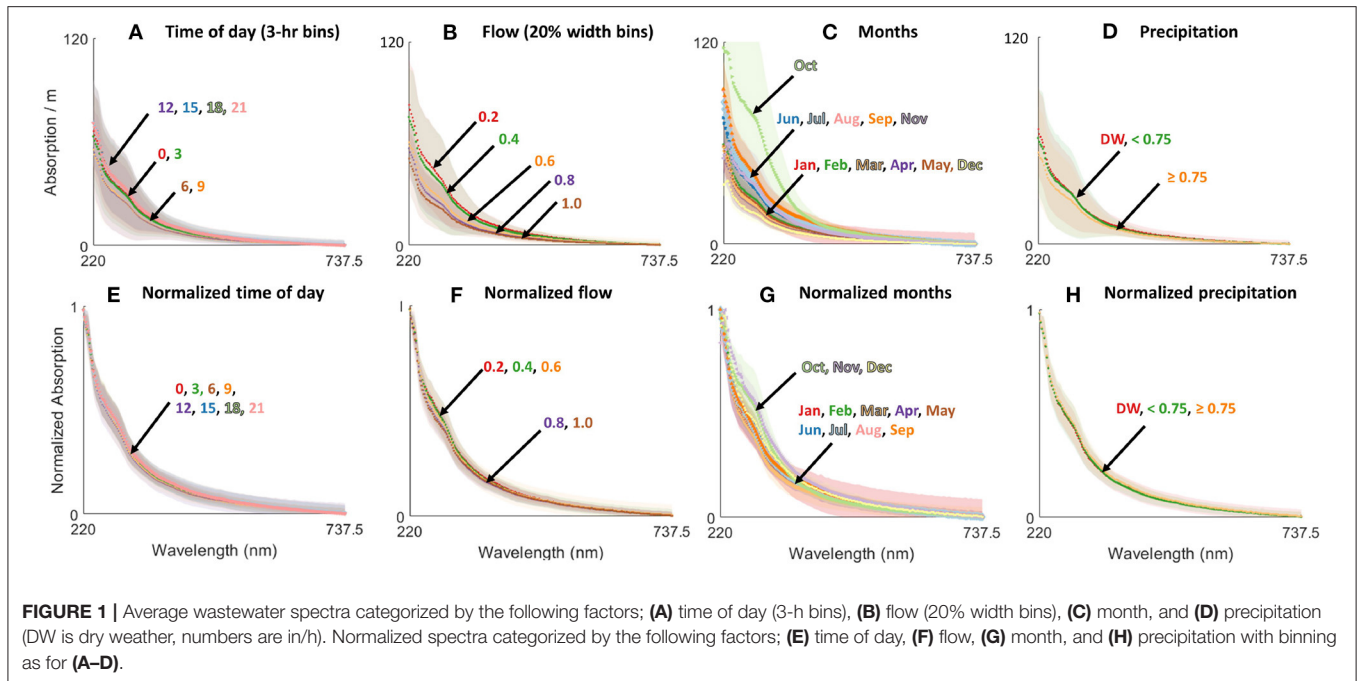 A Time of day (3-hr bins)
120
Absorption / m
12, 15, 18, 21
0, 3
6, 9
0
220
737.5
B Flow (20% width bins)
120
0.2
0.4
0.6
0.8
1.0
0
220
737.5
C Months
120
Oct
Jun, Jul, Aug, Sep, Nov
Jan, Feb, Mar, Apr, May, Dec
0
220
737.5
D Precipitation
120
DW, < 0.75
≥ 0.75
0
220
737.5
E Normalized time of day
1
Normalized Absorption
0, 3, 6, 9,
12, 15, 18, 21
0
220
737.5
Wavelength (nm)
F Normalized flow
1
0.2, 0.4, 0.6
0.8, 1.0
0
220
737.5
Wavelength (nm)
G Normalized months
1
Oct, Nov, Dec
Jan, Feb, Mar, Apr, May
Jun, Jul, Aug, Sep
0
220
737.5
Wavelength (nm)
H Normalized precipitation
1
DW, < 0.75, ≥ 0.75
0
220
737.5
Wavelength (nm)
FIGURE 1 | Average wastewater spectra categorized by the following factors; (A) time of day (3-h bins), (B) flow (20% width bins), (C) month, and (D) precipitation
(DW is dry weather, numbers are in/h). Normalized spectra categorized by the following factors; (E) time of day, (F) flow, (G) month, and (H) precipitation with binning
as for (A–D).